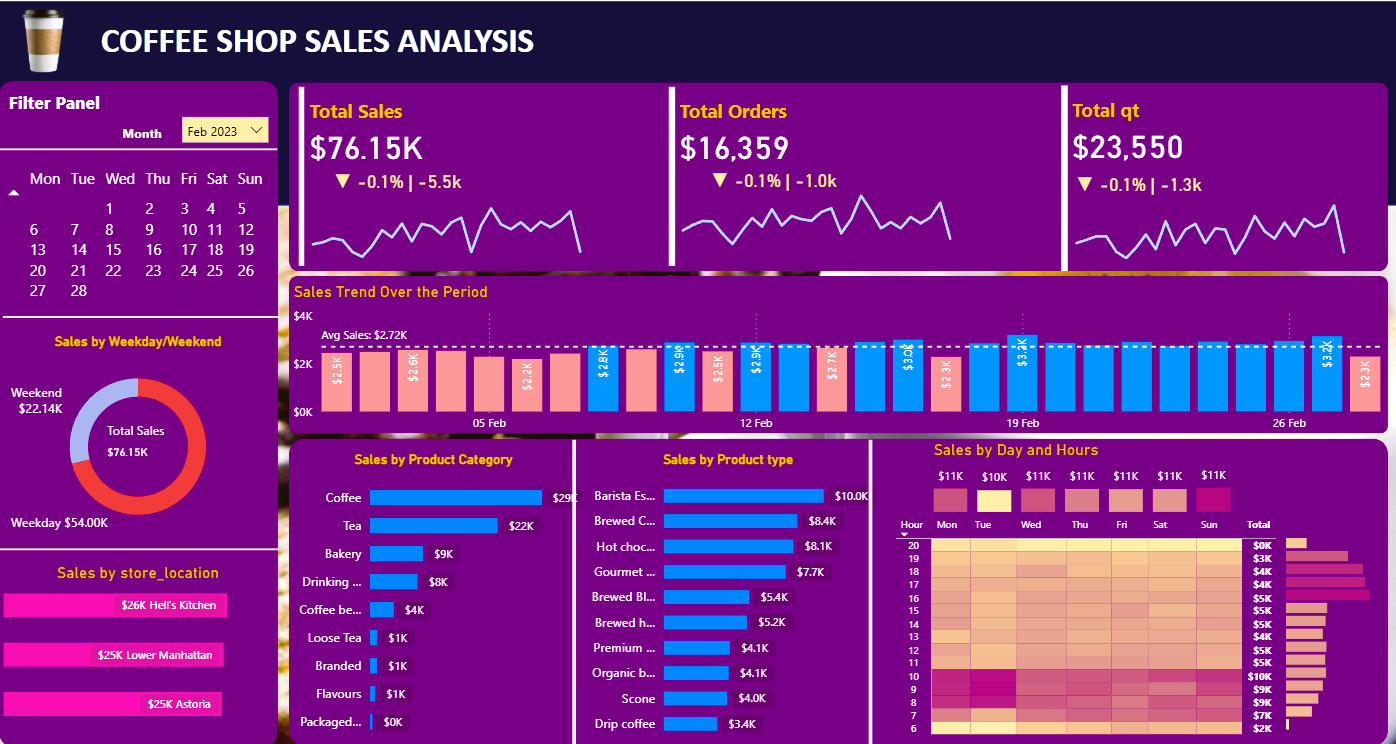 COFFEE SHOP SALES ANALYSIS
Filter Panel
Month
Feb 2023
Mon Tue Wed Thu Fri Sat Sun
1 2 3 4 5
6 7 8 9 10 11 12
13 14 15 16 17 18 19
20 21 22 23 24 25 26
27 28
Sales by Weekday/Weekend
Weekend
$22.14K
Total Sales
$76.15K
Weekday $54.00K
Sales by store_location
$26K Hell's Kitchen
$25K Lower Manhattan
$25K Astoria
Total Sales
$76.15K
▼ -0.1% | -5.5k
Total Orders
$16,359
▼ -0.1% | -1.0k
Total qt
$23,550
▼ -0.1% | -1.3k
Sales Trend Over the Period
$4K
$2K
$0K
Avg Sales: $2.72K
$2.5K $2.6K $2.2K $2.8K $2.9K $2.5K $2.9K $2.7K $3.0K $2.3K $3.2K $3.2K $2.3K
05 Feb 12 Feb 19 Feb 26 Feb
Sales by Product Category
Coffee $29K
Tea $22K
Bakery $9K
Drinking ... $8K
Coffee be... $4K
Loose Tea $1K
Branded $1K
Flavours $1K
Packaged... $0K
Sales by Product type
Barista Es... $10.0K
Brewed C... $8.4K
Hot choc... $8.1K
Gourmet ... $7.7K
Brewed Bl... $5.4K
Brewed h... $5.2K
Premium ... $4.1K
Organic b... $4.1K
Scone $4.0K
Drip coffee $3.4K
Sales by Day and Hours
$11K $10K $11K $11K $11K $11K $11K
Hour Mon Tue Wed Thu Fri Sat Sun Total
20 $0K
19 $3K
18 $4K
17 $4K
16 $5K
15 $5K
14 $5K
13 $4K
12 $5K
11 $5K
10 $10K
9 $9K
8 $9K
7 $7K
6 $2K